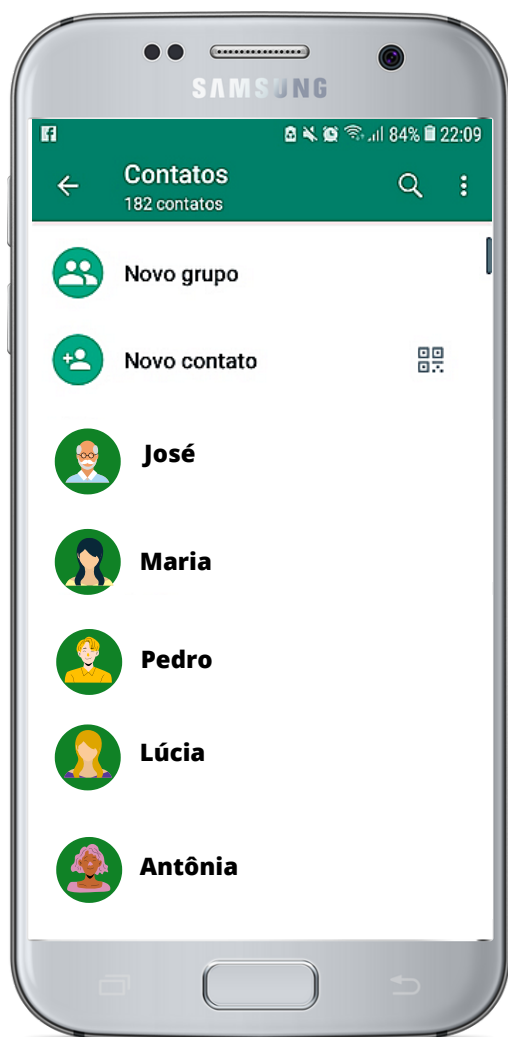 SAMSUNG
84% 22:09
Contatos
182 contatos
Novo grupo
Novo contato
José
Maria
Pedro
Lúcia
Antônia